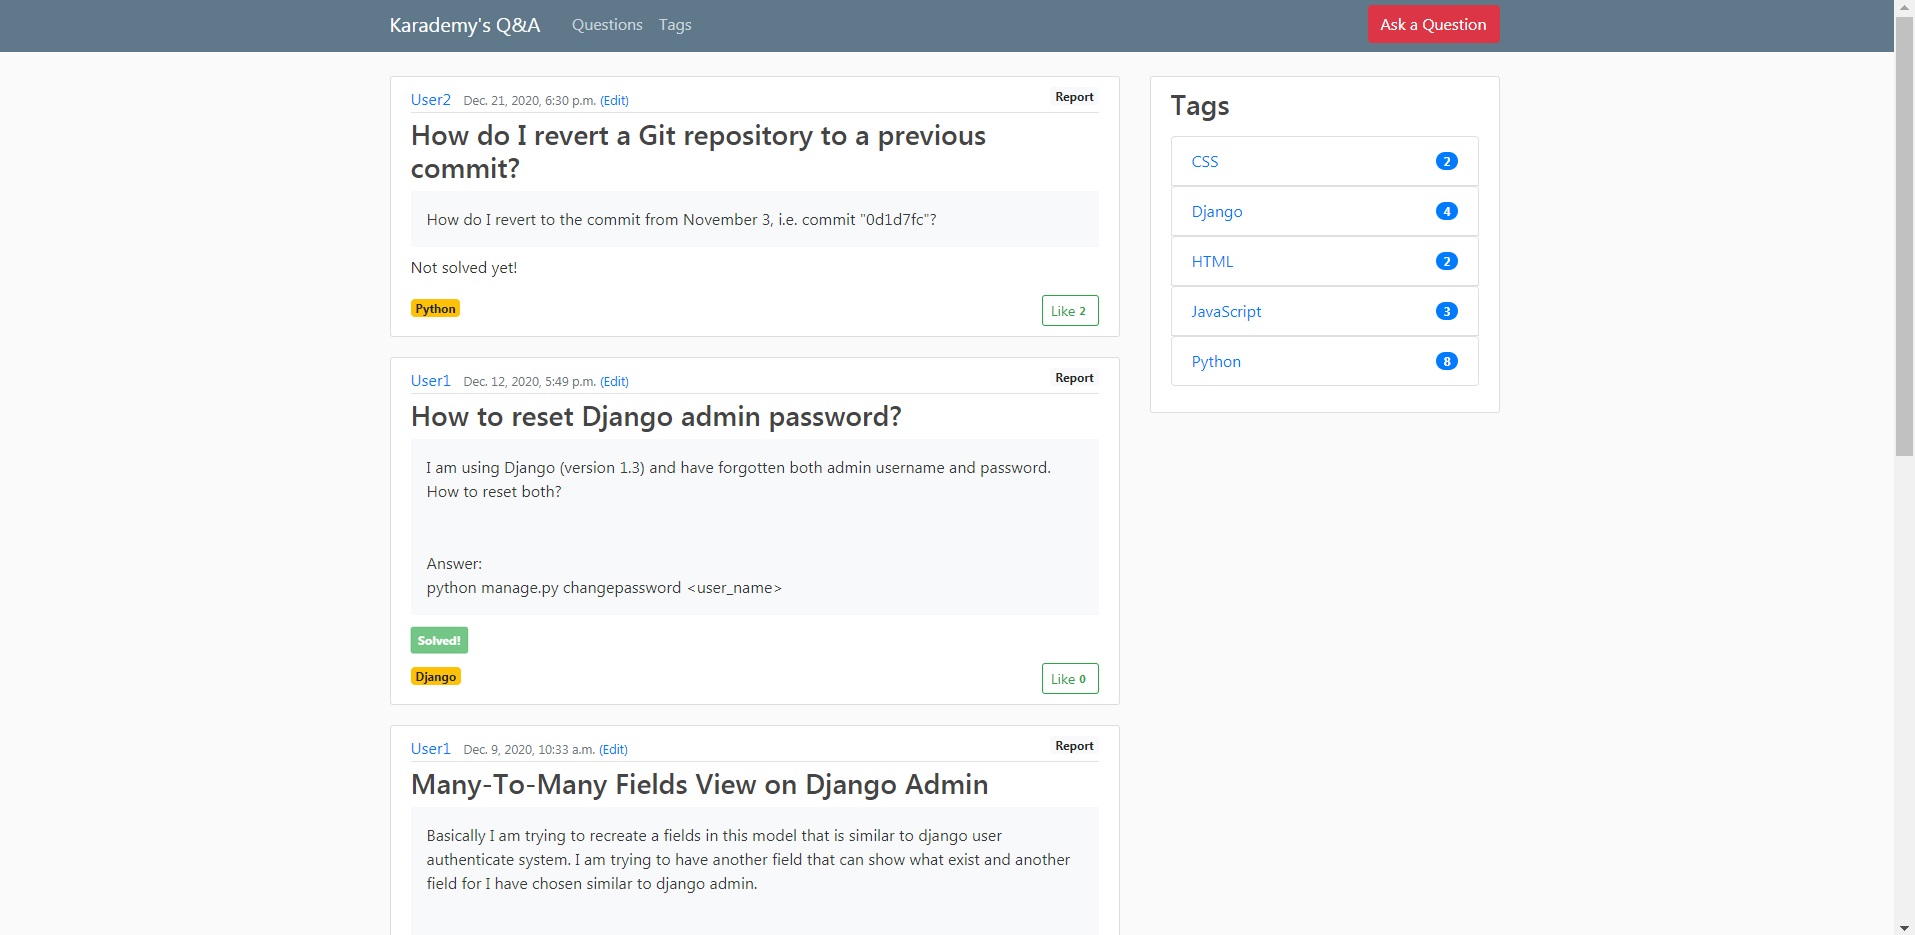 Karademy's Q&A Questions Tags Ask a Question
User2 Dec. 21, 2020, 6:30 p.m. (Edit) Report
How do I revert a Git repository to a previous
commit?
How do I revert to the commit from November 3, i.e. commit "0d1d7fc"?
Not solved yet!
Python Like 2
User1 Dec. 12, 2020, 5:49 p.m. (Edit) Report
How to reset Django admin password?
I am using Django (version 1.3) and have forgotten both admin username and password.
How to reset both?
Answer:
python manage.py changepassword <user_name>
Solved!
Django Like 0
User1 Dec. 9, 2020, 10:33 a.m. (Edit) Report
Many-To-Many Fields View on Django Admin
Basically I am trying to recreate a fields in this model that is similar to django user
authenticate system. I am trying to have another field that can show what exist and another
field for I have chosen similar to django admin.
Tags
CSS 2
Django 4
HTML 2
JavaScript 3
Python 8